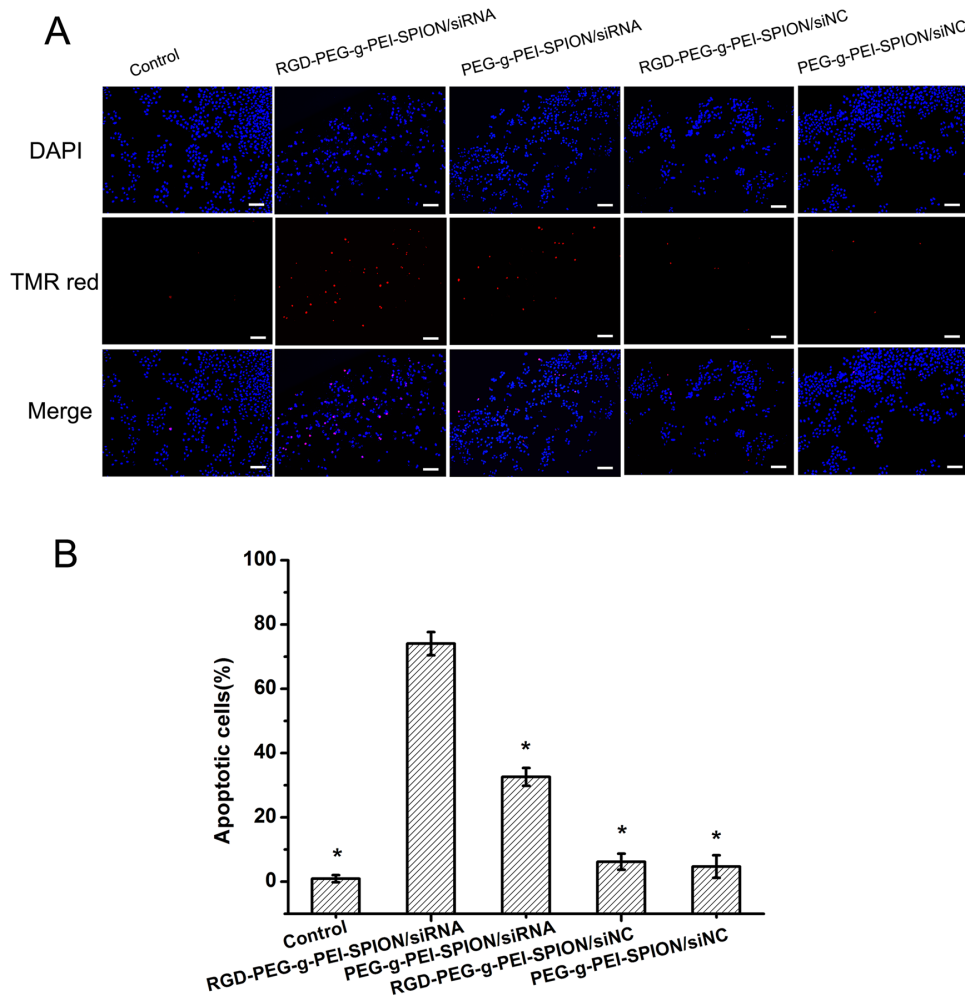 A
Control
RGD-PEG-g-PEI-SPION/siRNA
PEG-g-PEI-SPION/siRNA
RGD-PEG-g-PEI-SPION/siNC
PEG-g-PEI-SPION/siNC
DAPI
TMR red
Merge
B
Apoptotic cells(%)
100
80
60
40
20
0
*
*
*
*
Control
RGD-PEG-g-PEI-SPION/siRNA
PEG-g-PEI-SPION/siRNA
RGD-PEG-g-PEI-SPION/siNC
PEG-g-PEI-SPION/siNC